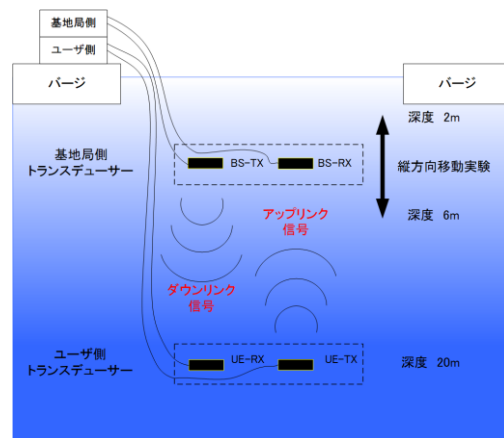 基地局側
ユーザ側
バージ
バージ
深度 2m
基地局側
トランスデューサー
BS-TX
BS-RX
縦方向移動実験
アップリンク
信号
深度 6m
ダウンリンク
信号
ユーザ側
トランスデューサー
UE-RX
UE-TX
深度 20m